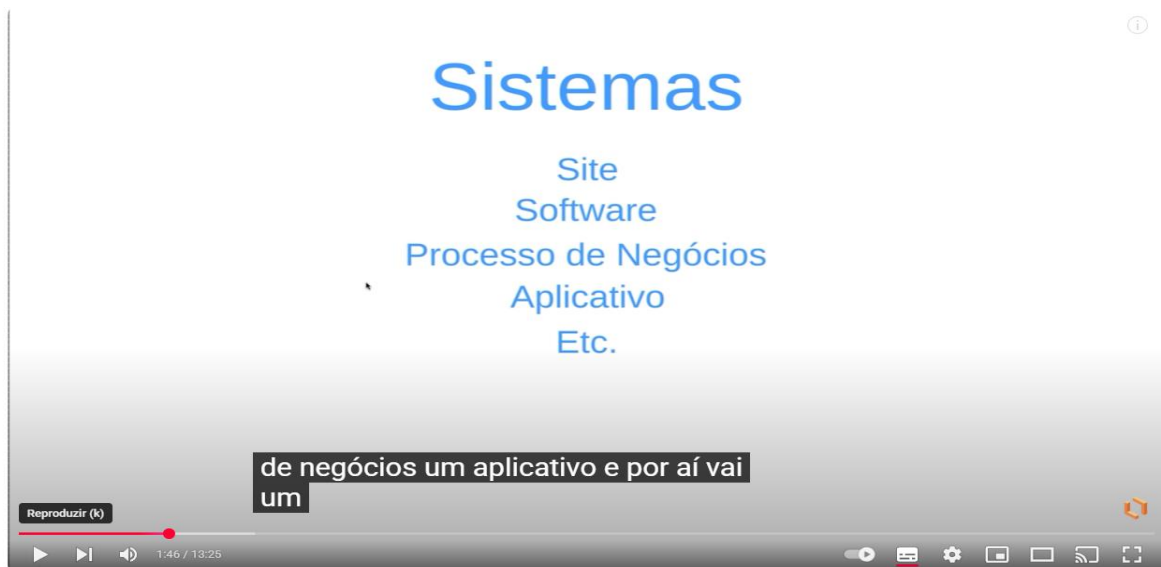 Sistemas
Site
Software
Processo de Negócios
Aplicativo
Etc.
de negócios um aplicativo e por aí vai
um
Reproduzir (k)
1:46 / 13:25